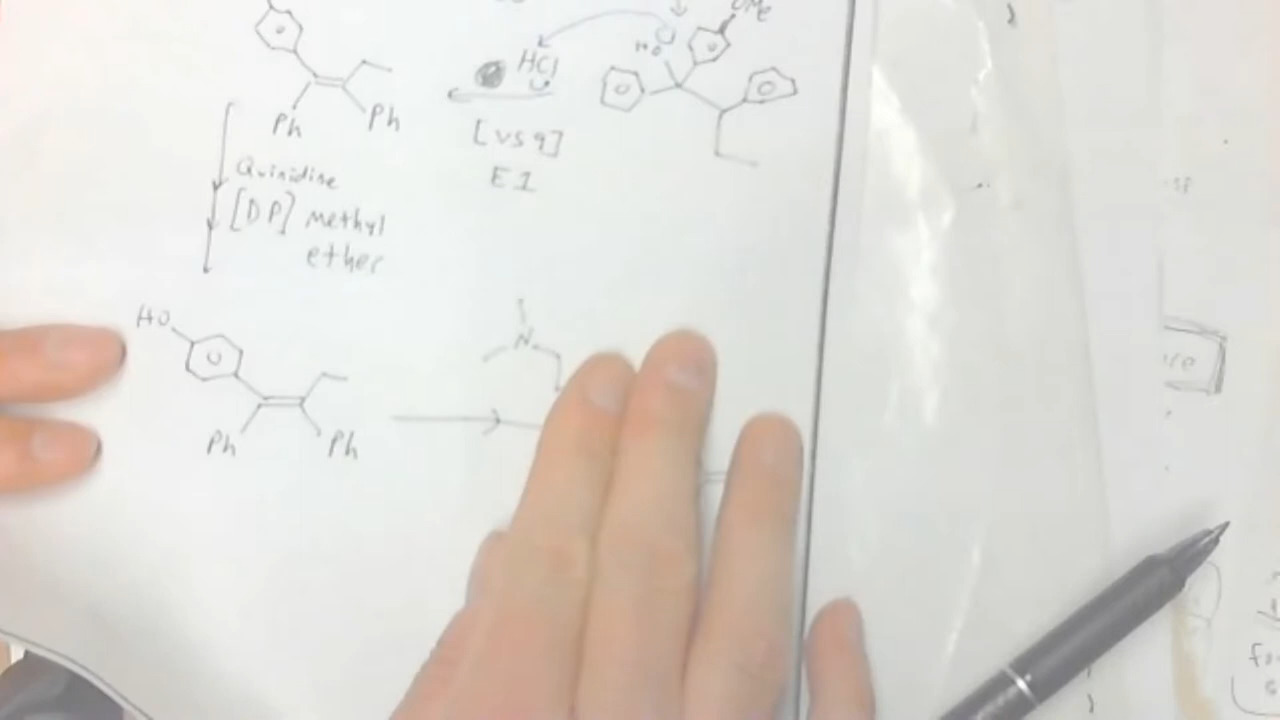 OMe
HO
HCl
Ph
Ph
[vs 9]
E1
Quinidine
[DP] methyl
ether
HO
N
Ph
Ph